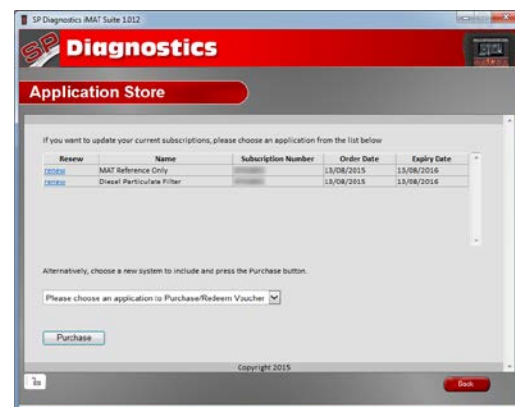 SP Diagnostics iMAT Suite 1.012
SP Diagnostics
Application Store
If you want to update your current subscriptions, please choose an application from the list below
Renew Name Subscription Number Order Date Expiry Date
renew MAT Reference Only 13/08/2015 13/08/2016
renew Diesel Particulate Filter 13/08/2015 13/08/2016
Alternatively, choose a new system to include and press the Purchase button.
Please choose an application to Purchase/Redeem Voucher
Purchase
Copyright 2015
Back